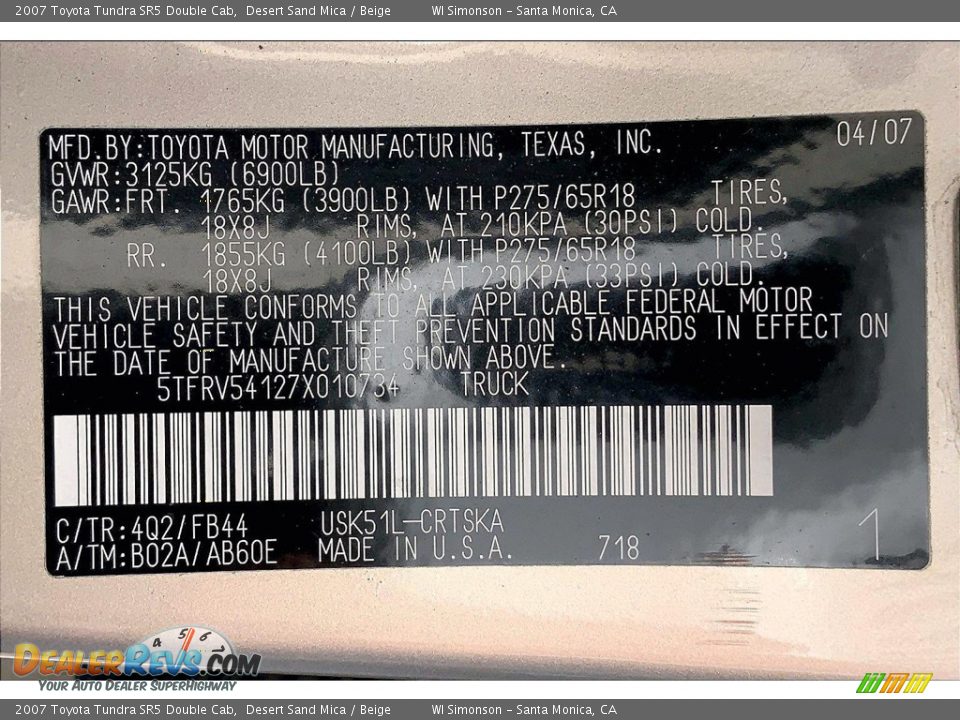 2007 Toyota Tundra SR5 Double Cab, Desert Sand Mica / Beige WI Simonson - Santa Monica, CA
MFD.BY:TOYOTA MOTOR MANUFACTURING, TEXAS, INC. 04/07
GVWR:3125KG (6900LB)
GAWR:FRT. 1765KG (3900LB) WITH P275/65R18 TIRES,
18X8J RIMS, AT 210KPA (30PSI) COLD.
RR. 1855KG (4100LB) WITH P275/65R18 TIRES,
18X8J RIMS, AT 230KPA (33PSI) COLD.
THIS VEHICLE CONFORMS TO ALL APPLICABLE FEDERAL MOTOR
VEHICLE SAFETY AND THEFT PREVENTION STANDARDS IN EFFECT ON
THE DATE OF MANUFACTURE SHOWN ABOVE.
5TFRV54127X010734 TRUCK
C/TR:4Q2/FB44 USK51L-CRTSKA 1
A/TM:B02A/AB60E MADE IN U.S.A. 718
4 5 6 7
DEALERREVS.COM
YOUR AUTO DEALER SUPERHIGHWAY
2007 Toyota Tundra SR5 Double Cab, Desert Sand Mica / Beige WI Simonson - Santa Monica, CA